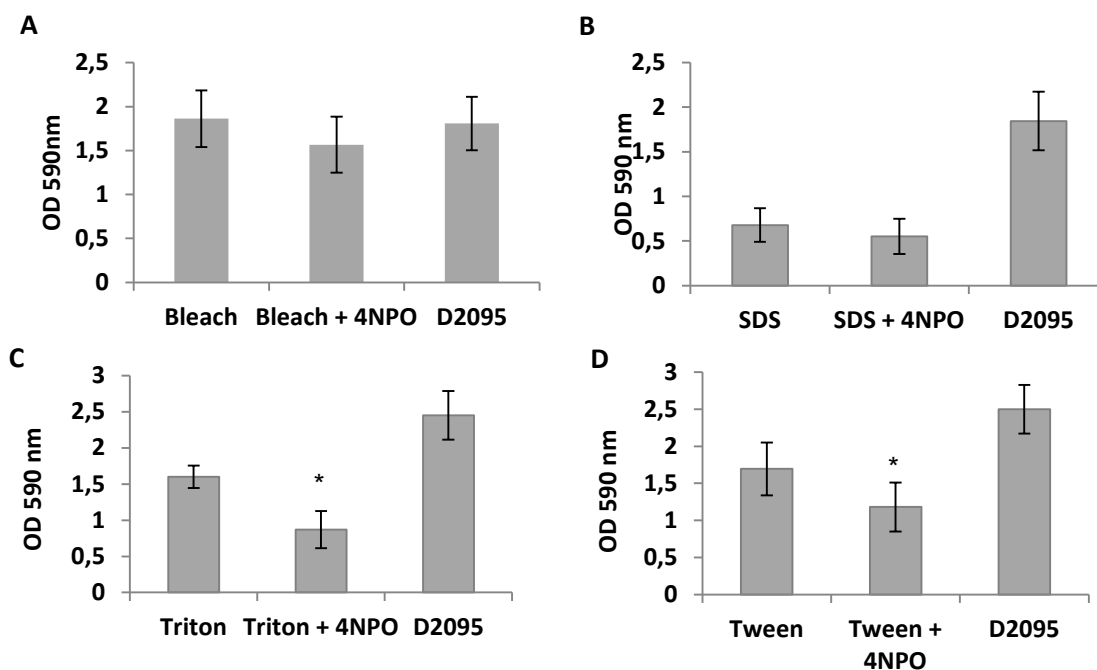 A
OD 590nm
2,5
2
1,5
1
0,5
0
Bleach Bleach + 4NPO D2095
B
OD 590 nm
2,5
2
1,5
1
0,5
0
SDS SDS + 4NPO D2095
C
OD 590 nm
3
2,5
2
1,5
1
0,5
0
*
Triton Triton + 4NPO D2095
D
OD 590 nm
3
2,5
2
1,5
1
0,5
0
*
Tween Tween + D2095
4NPO